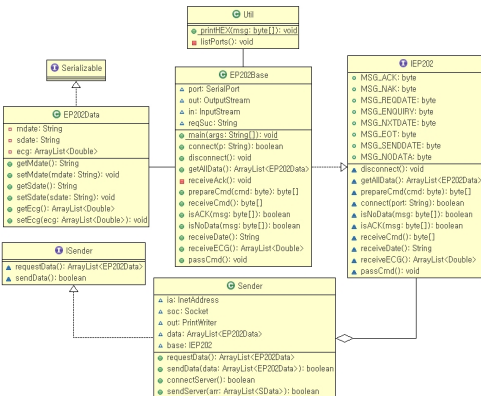 Util
printHEX(msg: byte[]): void
listPorts(): void
Serializable
EP202Data
mdate: String
sdate: String
ecg: ArrayList<Double>
getMdate(): String
setMdate(mdate: String): void
getSdate(): String
setSdate(sdate: String): void
getEcg(): ArrayList<Double>
setEcg(ecg: ArrayList<Double>): void
EP202Base
port: SerialPort
out: OutputStream
in: InputStream
reqSuc: String
main(args: String[]): void
connect(p: String): boolean
disconnect(): void
getAllData(): ArrayList<EP202Data>
receiveAck(): void
prepareCmd(cmd: byte): byte[]
receiveCmd(): byte[]
isACK(msg: byte[]): boolean
isNoData(msg: byte[]): boolean
receiveDate(): String
receiveECG(): ArrayList<Double>
passCmd(): void
IEP202
MSG_ACK: byte
MSG_NAK: byte
MSG_REQDATE: byte
MSG_ENQUIRY: byte
MSG_NXTDATE: byte
MSG_EOT: byte
MSG_SENDDATE: byte
MSG_NODATA: byte
disconnect(): void
getAllData(): ArrayList<EP202Data>
prepareCmd(cmd: byte): byte[]
connect(port: String): boolean
isNoData(msg: byte[]): boolean
isACK(msg: byte[]): boolean
receiveCmd(): byte[]
receiveDate(): String
receiveECG(): ArrayList<Double>
passCmd(): void
ISender
requestData(): ArrayList<EP202Data>
sendData(): boolean
Sender
ia: InetAddress
soc: Socket
out: PrintWriter
data: ArrayList<EP202Data>
base: IEP202
requestData(): ArrayList<EP202Data>
sendData(data: ArrayList<EP202Data>): boolean
connectServer(): boolean
sendServer(arr: ArrayList<SData>): boolean